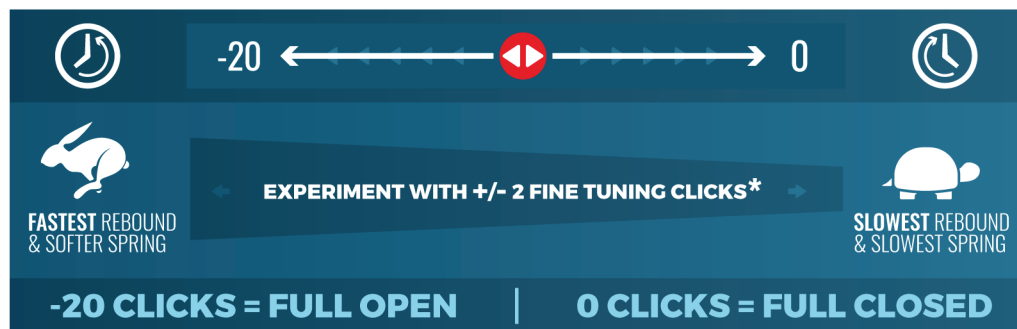 -20 0
EXPERIMENT WITH +/- 2 FINE TUNING CLICKS*
FASTEST REBOUND
& SOFTER SPRING
SLOWEST REBOUND
& SLOWEST SPRING
-20 CLICKS = FULL OPEN | 0 CLICKS = FULL CLOSED